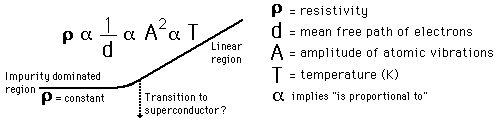 ρ α 1/d α A² α T
Linear
region
Impurity dominated
region
ρ = constant
Transition to
superconductor?
ρ = resistivity
d = mean free path of electrons
A = amplitude of atomic vibrations
T = temperature (K)
α implies "is proportional to"